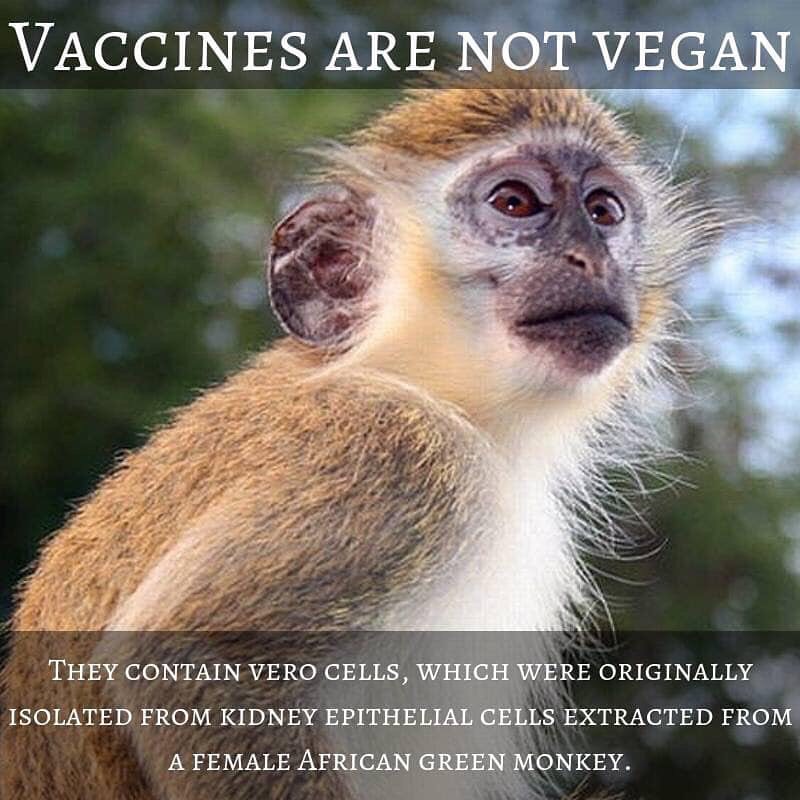 Vaccines are not vegan
They contain vero cells, which were originally
isolated from kidney epithelial cells extracted from
a female African green monkey.